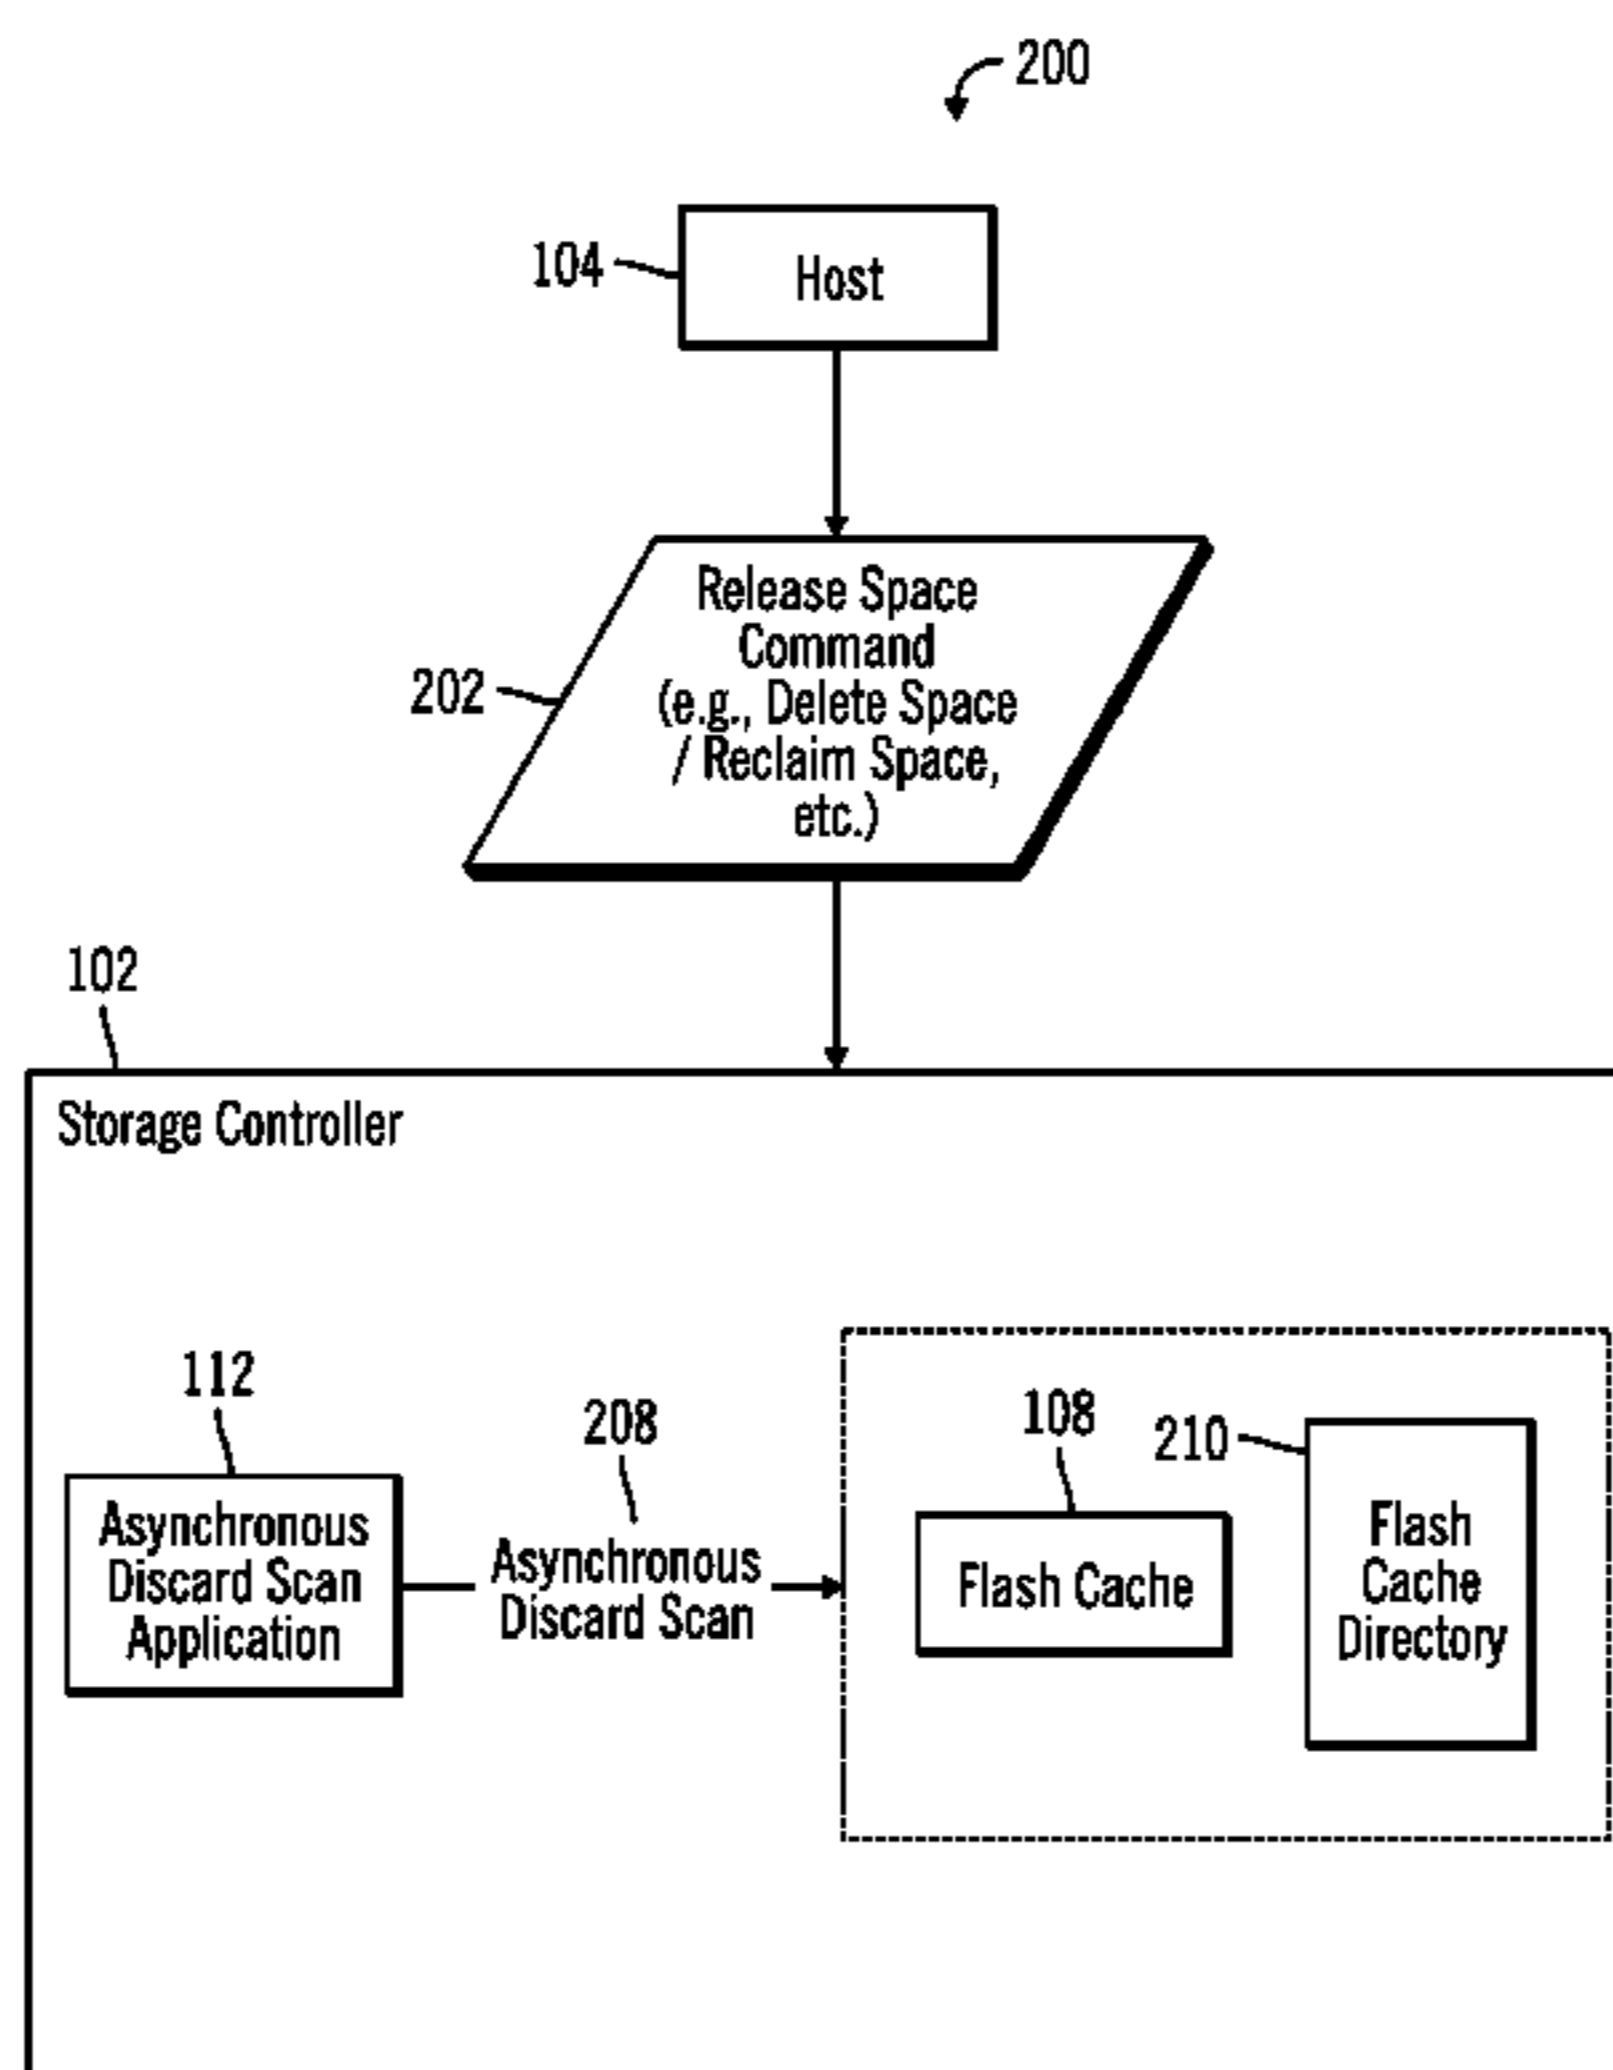 200
104
Host
Release Space
Command
(e.g., Delete Space
/ Reclaim Space,
etc.)
202
102
Storage Controller
112
Asynchronous
Discard Scan
Application
208
Asynchronous
Discard Scan
108
Flash Cache
210
Flash
Cache
Directory